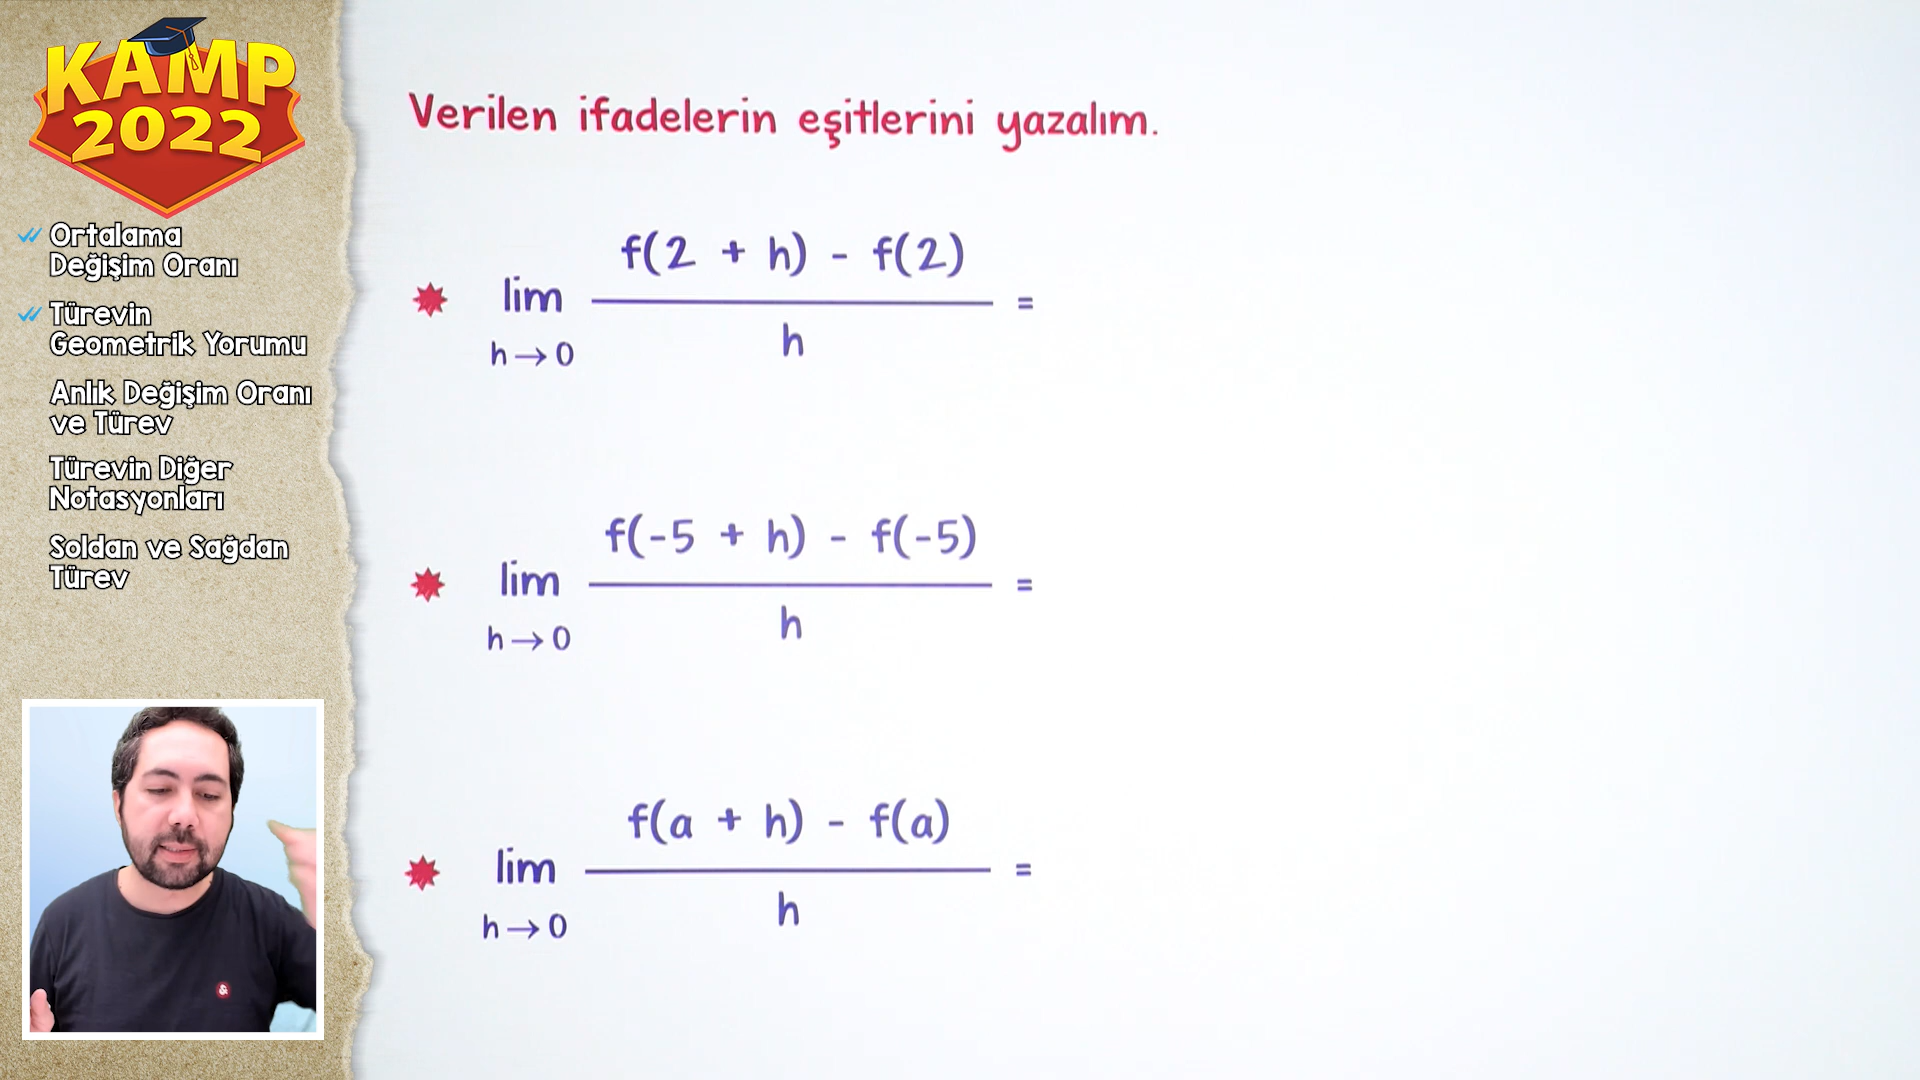 KAMP
2022
Ortalama
Değişim Oranı
Türevin
Geometrik Yorumu
Anlık Değişim Oranı
ve Türev
Türevin Diğer
Notasyonları
Soldan ve Sağdan
Türev
Verilen ifadelerin eşitlerini yazalım.
f(2 + h) - f(2)
lim =
h
h→0
f(-5 + h) - f(-5)
lim =
h
h→0
f(a + h) - f(a)
lim =
h
h→0
&